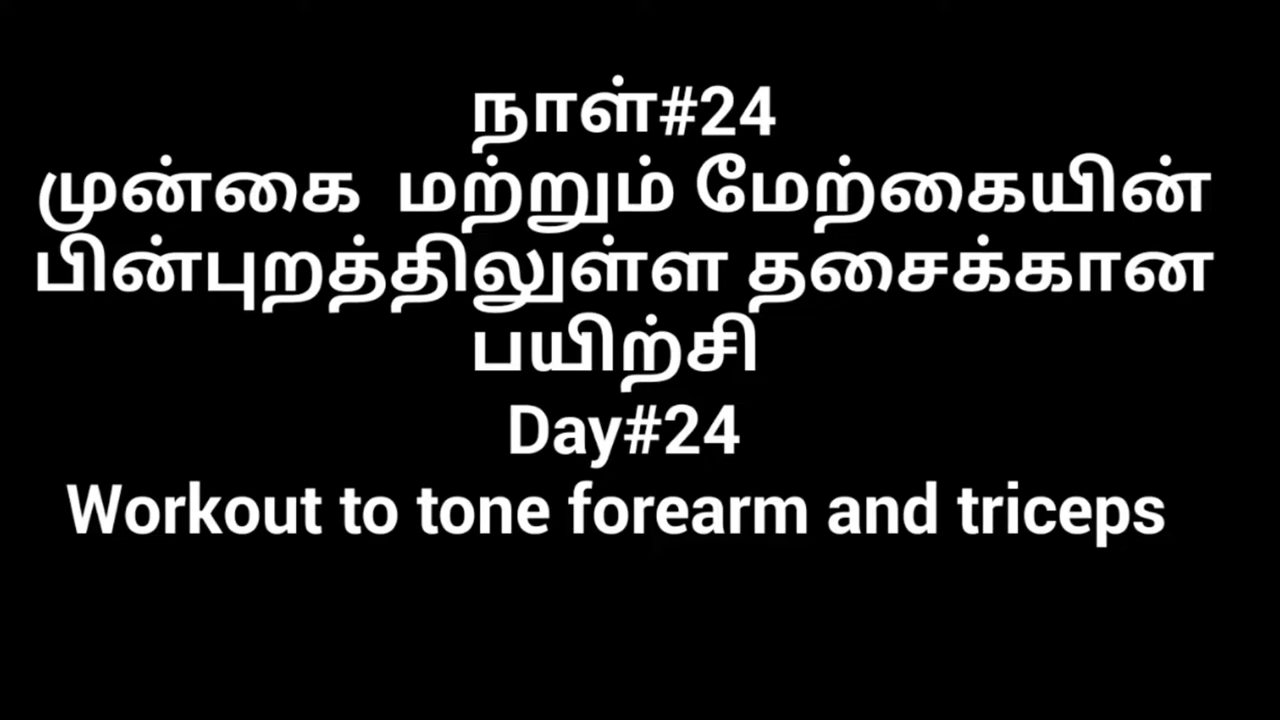 நாள்#24
முன்கை மற்றும் மேற்கையின்
பின்புறத்திலுள்ள தசைக்கான
பயிற்சி
Day#24
Workout to tone forearm and triceps